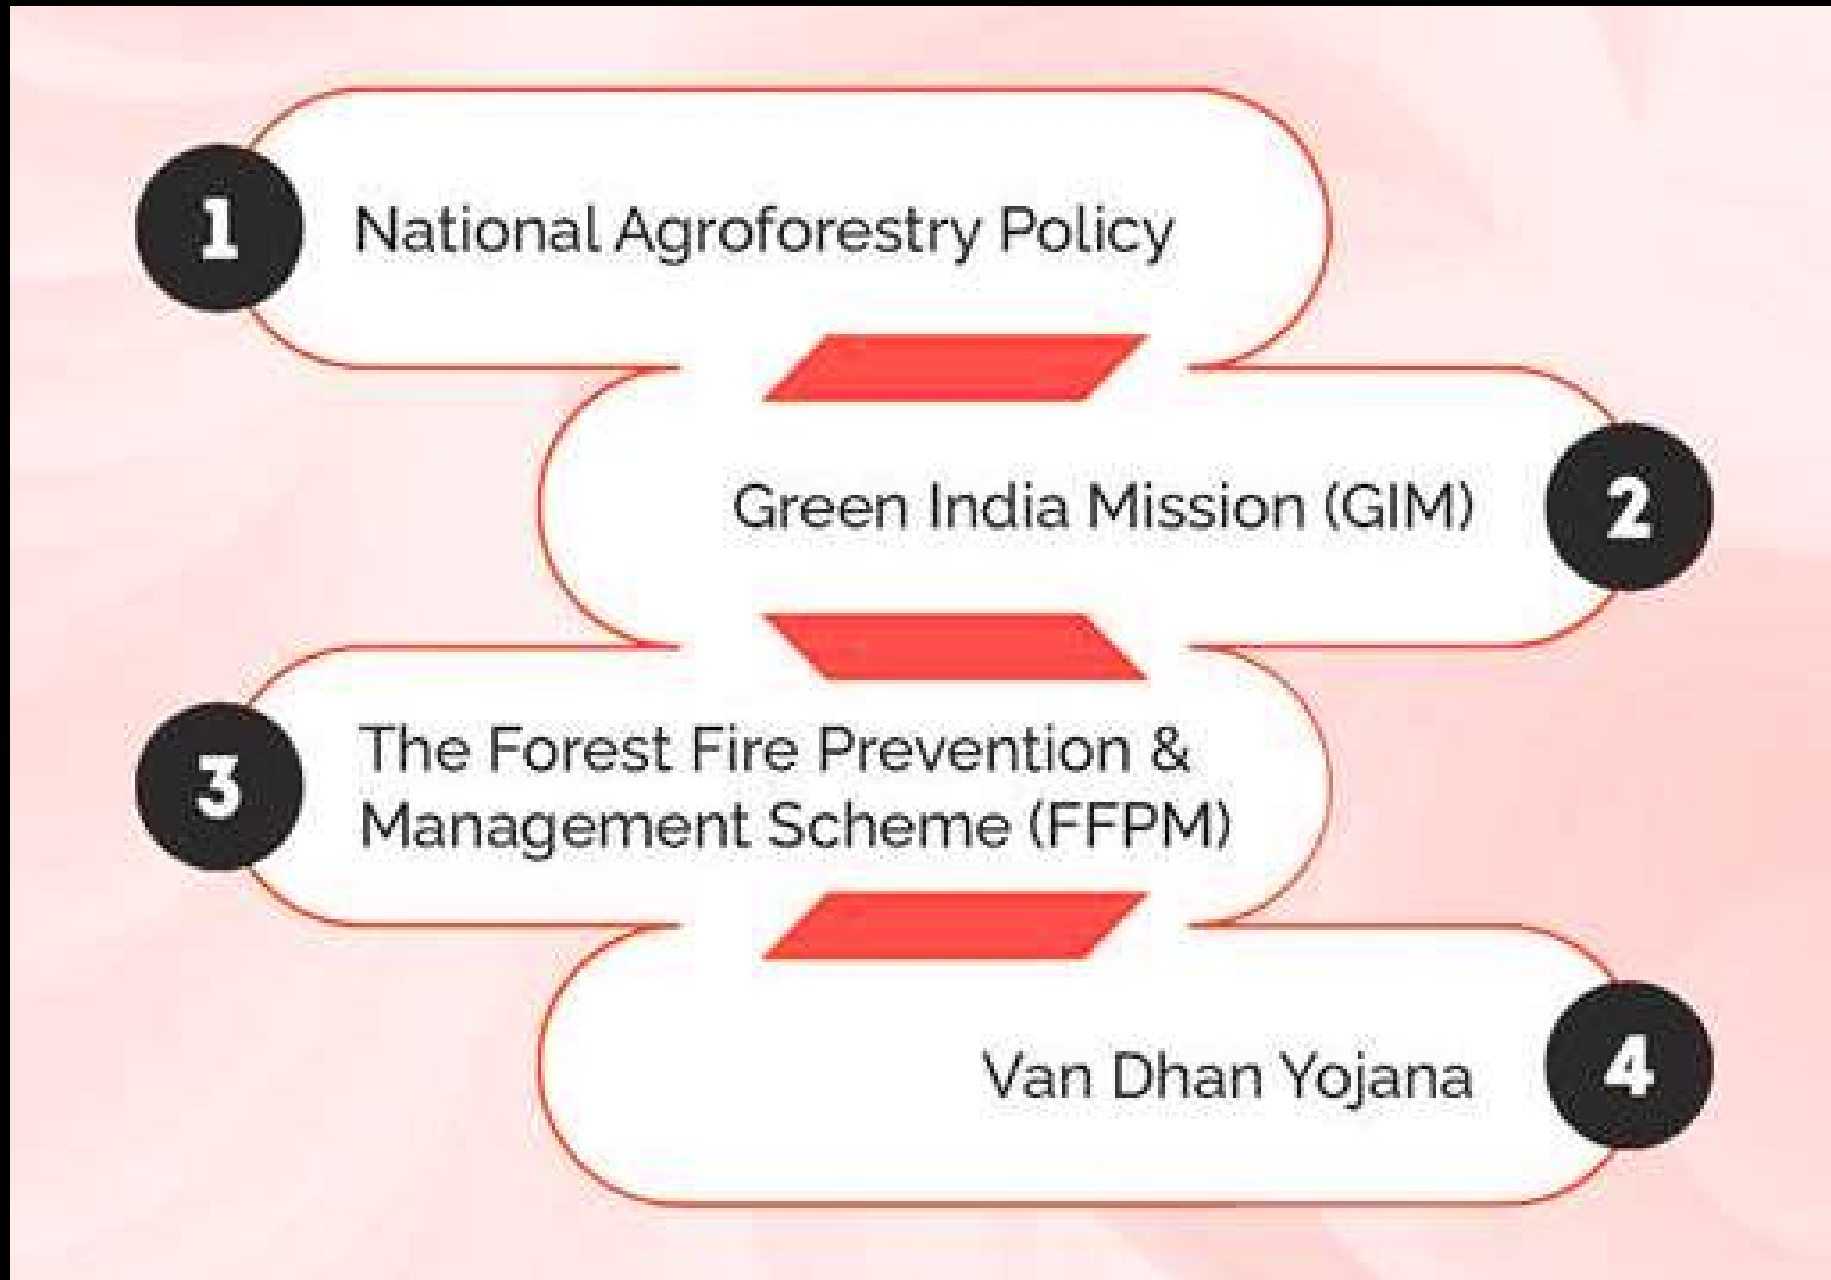 1
National Agroforestry Policy
Green India Mission (GIM)
2
3
The Forest Fire Prevention &
Management Scheme (FFPM)
Van Dhan Yojana
4